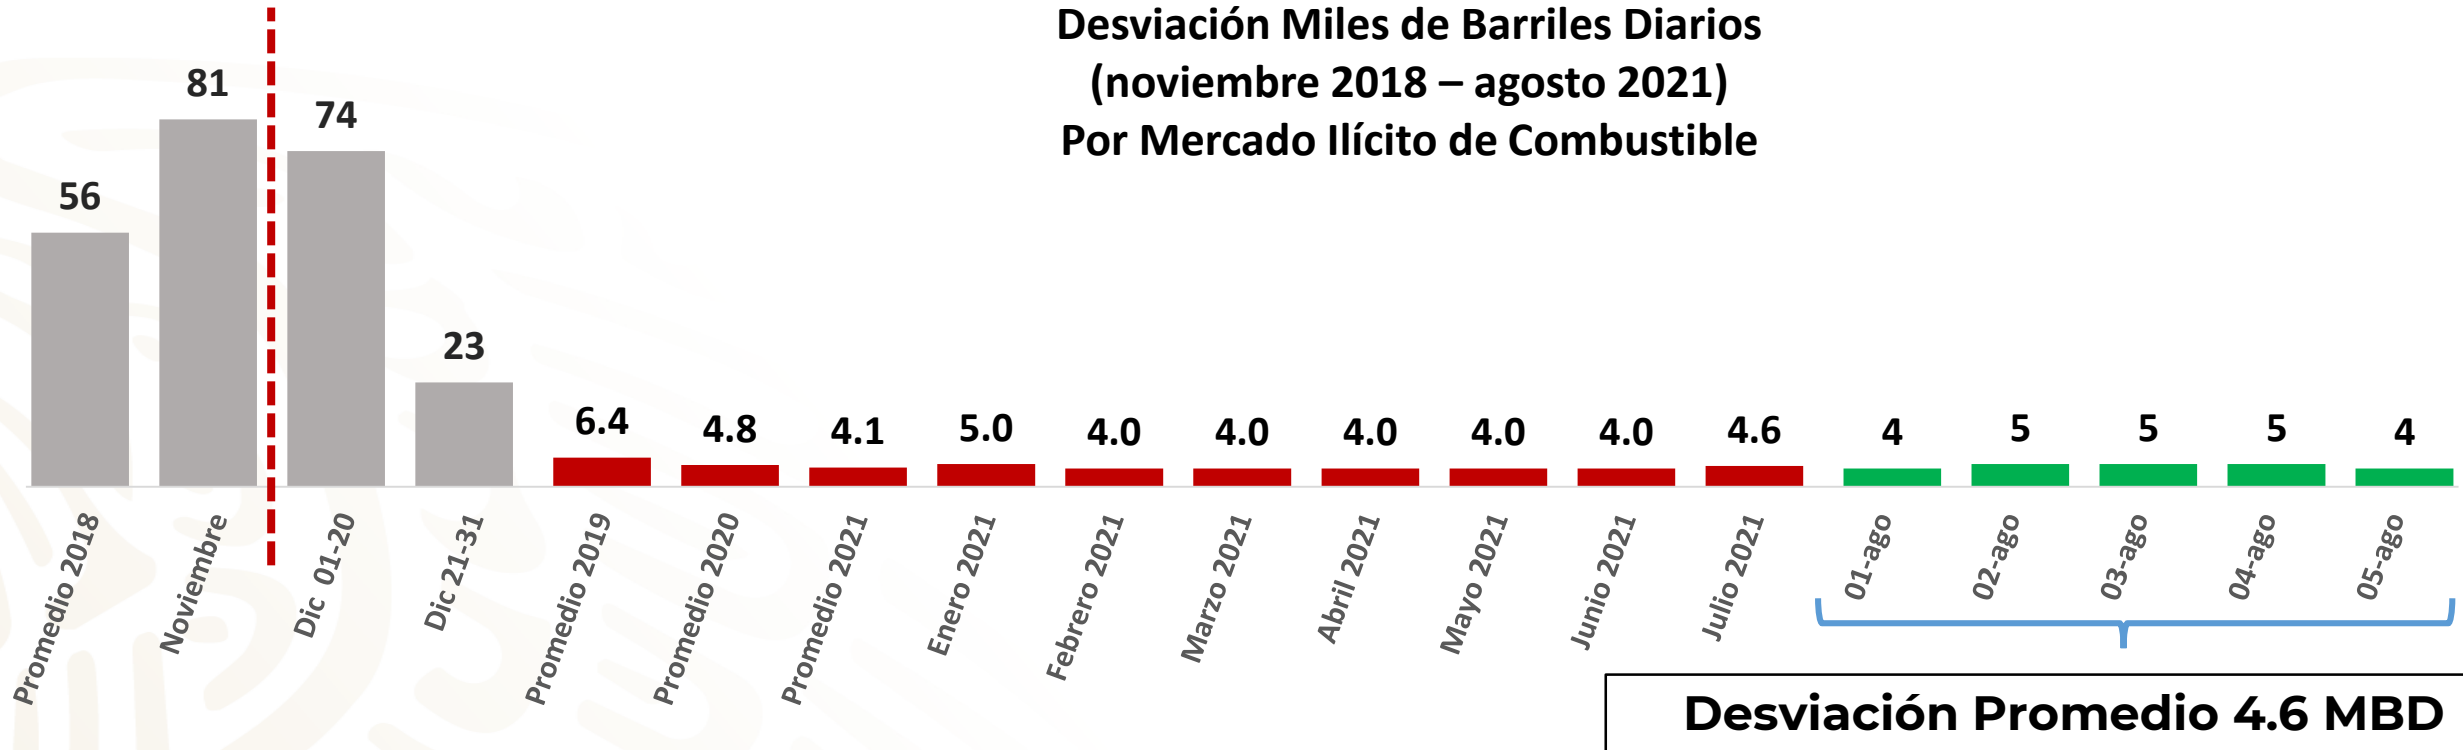 Desviación Miles de Barriles Diarios
(noviembre 2018 – agosto 2021)
Por Mercado Ilícito de Combustible
56
81
74
23
6.4
4.8
4.1
5.0
4.0
4.0
4.0
4.0
4.0
4.6
4
5
5
5
4
Promedio 2018
Noviembre
Dic 01-20
Dic 21-31
Promedio 2019
Promedio 2020
Promedio 2021
Enero 2021
Febrero 2021
Marzo 2021
Abril 2021
Mayo 2021
Junio 2021
Julio 2021
01-ago
02-ago
03-ago
04-ago
05-ago
Desviación Promedio 4.6 MBD